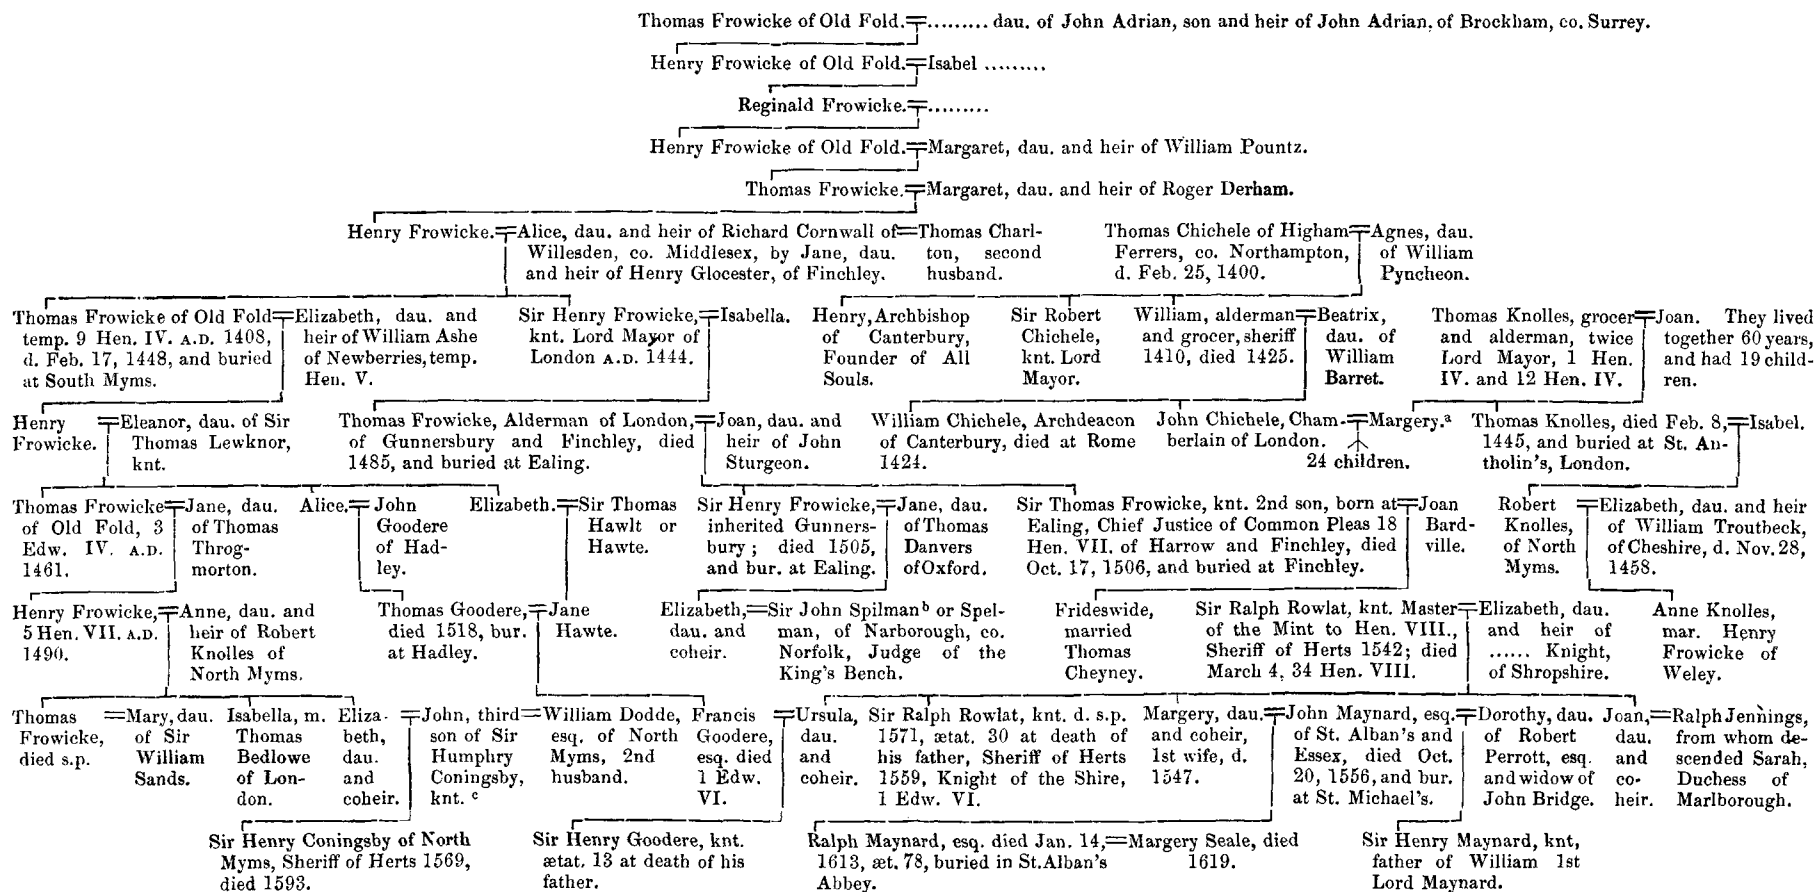 Thomas Frowicke of Old Fold.=......... dau. of John Adrian, son and heir of John Adrian, of Brockham, co. Surrey.
Henry Frowicke of Old Fold.=Isabel .........
Reginald Frowicke.=.........
Henry Frowicke of Old Fold.=Margaret, dau. and heir of William Pountz.
Thomas Frowicke.=Margaret, dau. and heir of Roger Derham.
Henry Frowicke.=Alice, dau. and heir of Richard Cornwall of
Willesden, co. Middlesex, by Jane, dau.
and heir of Henry Glocester, of Finchley.
=Thomas Charl-
ton, second
husband.
Thomas Chichele of Higham
Ferrers, co. Northampton,
d. Feb. 25, 1400.
=Agnes, dau.
of William
Pyncheon.
Thomas Frowicke of Old Fold
temp. 9 Hen. IV. A.D. 1408,
d. Feb. 17, 1448, and buried
at South Myms.
=Elizabeth, dau. and
heir of William Ashe
of Newberries, temp.
Hen. V.
Sir Henry Frowicke,
knt. Lord Mayor of
London A.D. 1444.
=Isabella.
Henry, Archbishop
of Canterbury,
Founder of All
Souls.
Sir Robert
Chichele,
knt. Lord
Mayor.
William, alderman
and grocer, sheriff
1410, died 1425.
=Beatrix,
dau. of
William
Barret.
Thomas Knolles, grocer
and alderman, twice
Lord Mayor, 1 Hen.
IV. and 12 Hen. IV.
=Joan. They lived
together 60 years,
and had 19 child-
ren.
Henry
Frowicke.
=Eleanor, dau. of Sir
Thomas Lewknor,
knt.
Thomas Frowicke, Alderman of London,
of Gunnersbury and Finchley, died
1485, and buried at Ealing.
=Joan, dau. and
heir of John
Sturgeon.
William Chichele, Archdeacon
of Canterbury, died at Rome
1424.
John Chichele, Cham-
berlain of London.
=Margery.a
24 children.
Thomas Knolles, died Feb. 8,
1445, and buried at St. An-
tholin's, London.
=Isabel.
Thomas Frowicke
of Old Fold, 3
Edw. IV. A.D.
1461.
=Jane, dau.
of Thomas
Throg-
morton.
Alice.=John
Goodere
of Had-
ley.
Elizabeth.=Sir Thomas
Hawlt or
Hawte.
Sir Henry Frowicke,
inherited Gunners-
bury; died 1505,
and bur. at Ealing.
=Jane, dau.
of Thomas
Danvers
of Oxford.
Sir Thomas Frowicke, knt. 2nd son, born at
Ealing, Chief Justice of Common Pleas 18
Hen. VII. of Harrow and Finchley, died
Oct. 17, 1506, and buried at Finchley.
=Joan
Bard-
ville.
Robert
Knolles,
of North
Myms.
=Elizabeth, dau. and heir
of William Troutbeck,
of Cheshire, d. Nov. 28,
1458.
Henry Frowicke,
5 Hen. VII. A.D.
1490.
=Anne, dau. and
heir of Robert
Knolles of
North Myms.
Thomas Goodere,
died 1518, bur.
at Hadley.
=Jane
Hawte.
Elizabeth,
dau. and
coheir.
=Sir John Spilman b or Spel-
man, of Narborough, co.
Norfolk, Judge of the
King's Bench.
Frideswide,
married
Thomas
Cheyney.
Sir Ralph Rowlat, knt. Master
of the Mint to Hen. VIII.,
Sheriff of Herts 1542; died
March 4, 34 Hen. VIII.
=Elizabeth, dau.
and heir of
...... Knight,
of Shropshire.
Anne Knolles,
mar. Henry
Frowicke of
Weley.
Thomas
Frowicke,
died s.p.
=Mary, dau.
of Sir
William
Sands.
Isabella, m.
Thomas
Bedlowe
of Lon-
don.
Eliza-
beth,
dau.
and
coheir.
=John, third
son of Sir
Humphry
Coningsby,
knt. c
=William Dodde,
esq. of North
Myms, 2nd
husband.
Francis
Goodere,
esq. died
1 Edw.
VI.
=Ursula,
dau.
and
coheir.
Sir Ralph Rowlat, knt. d. s.p.
1571, ætat. 30 at death of
his father, Sheriff of Herts
1559, Knight of the Shire,
1 Edw. VI.
Margery, dau.
and coheir,
1st wife, d.
1547.
=John Maynard, esq.
of St. Alban's and
Essex, died Oct.
20, 1556, and bur.
at St. Michael's.
=Dorothy, dau.
of Robert
Perrott, esq.
and widow of
John Bridge.
Joan,
dau.
and
co-
heir.
=Ralph Jennings,
from whom de-
scended Sarah,
Duchess of
Marlborough.
Sir Henry Coningsby of North
Myms, Sheriff of Herts 1569,
died 1593.
Sir Henry Goodere, knt.
ætat. 13 at death of his
father.
Ralph Maynard, esq. died Jan. 14,
1613, æt. 78, buried in St. Alban's
Abbey.
=Margery Seale, died
1619.
Sir Henry Maynard, knt,
father of William 1st
Lord Maynard.